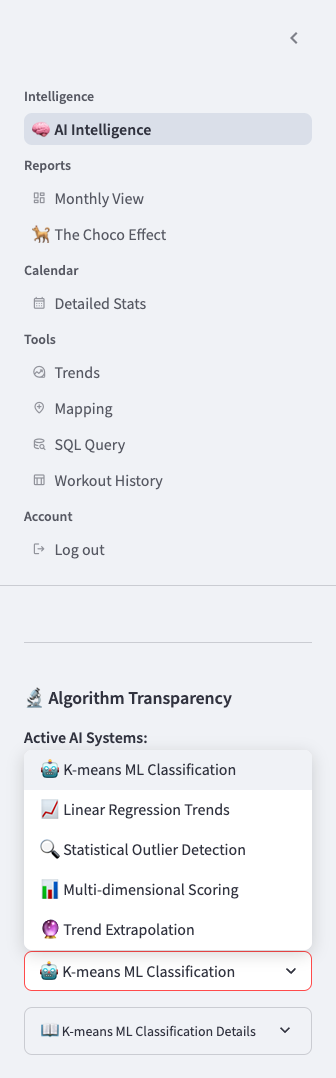 Intelligence
AI Intelligence
Reports
Monthly View
The Choco Effect
Calendar
Detailed Stats
Tools
Trends
Mapping
SQL Query
Workout History
Account
Log out
Algorithm Transparency
Active AI Systems:
K-means ML Classification
Linear Regression Trends
Statistical Outlier Detection
Multi-dimensional Scoring
Trend Extrapolation
K-means ML Classification
K-means ML Classification Details